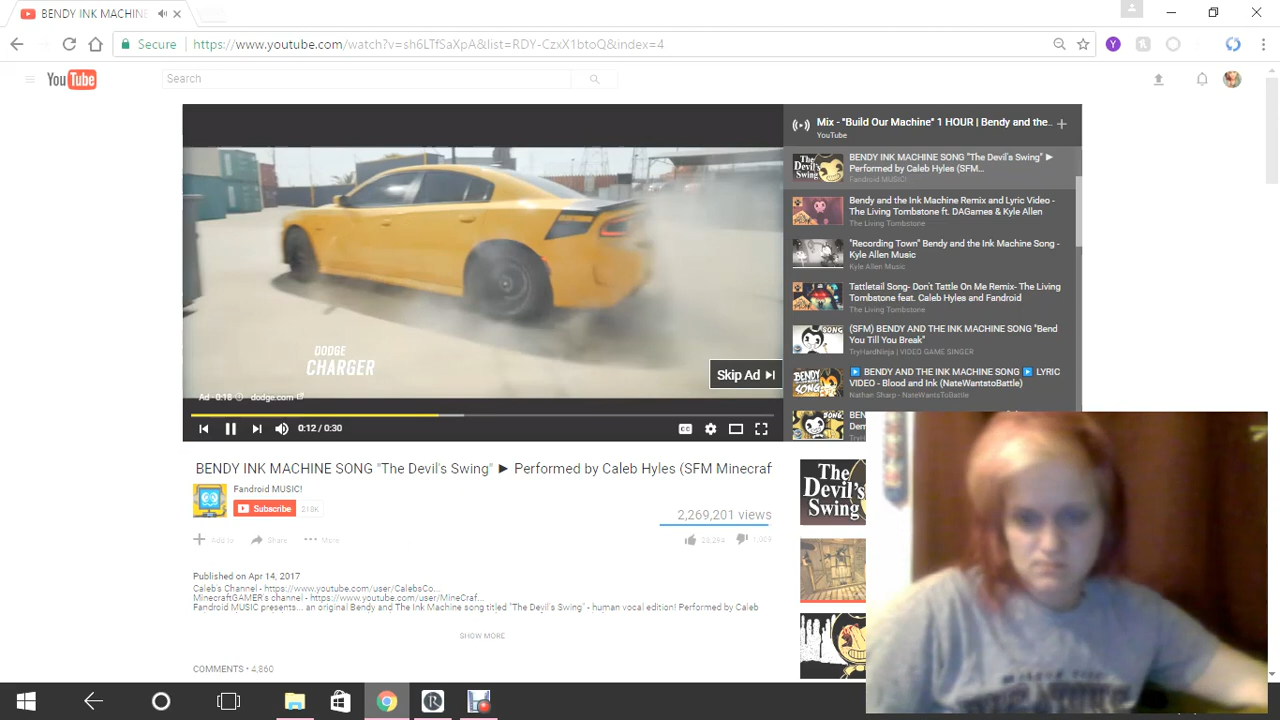 BENDY INK MACHINE
Secure
https://www.youtube.com/watch?v=sh6LTfSaXpA&list=RDY-CzxX1btoQ&index=4
YouTube
Search
Mix - "Build Our Machine" 1 HOUR | Bendy and the...
YouTube
The Devil's Swing
BENDY INK MACHINE SONG "The Devil's Swing" ►
Performed by Caleb Hyles (SFM...
Fandroid MUSIC!
Bendy and the Ink Machine Remix and Lyric Video -
The Living Tombstone ft. DAGames & Kyle Allen
The Living Tombstone
"Recording Town" Bendy and the Ink Machine Song -
Kyle Allen Music
Kyle Allen Music
Tattletail Song- Don't Tattle On Me Remix- The Living
Tombstone feat. Caleb Hyles and Fandroid
The Living Tombstone
(SFM) BENDY AND THE INK MACHINE SONG "Bend
You Till You Break"
TryHardNinja | VIDEO GAME SINGER
BENDY AND THE INK MACHINE SONG LYRIC
VIDEO - Blood and Ink (NateWantstoBattle)
Nathan Sharp - NateWantsToBattle
DODGE
CHARGER
Skip Ad
Ad · 0:18 dodge.com
0:12 / 0:30
CC
BENDY INK MACHINE SONG "The Devil's Swing" ► Performed by Caleb Hyles (SFM Minecraf
Fandroid MUSIC!
Subscribe 218K
2,269,201 views
Add to Share More
Published on Apr 14, 2017
Caleb's Channel - https://www.youtube.com/user/CalebsCo...
MinecraftGAMER's channel - https://www.youtube.com/user/MineCraf...
Fandroid MUSIC presents... an original Bendy and The Ink Machine song titled "The Devil's Swing" - human vocal edition! Performed by Caleb
SHOW MORE
COMMENTS • 4,860
The
Devil's
Swing